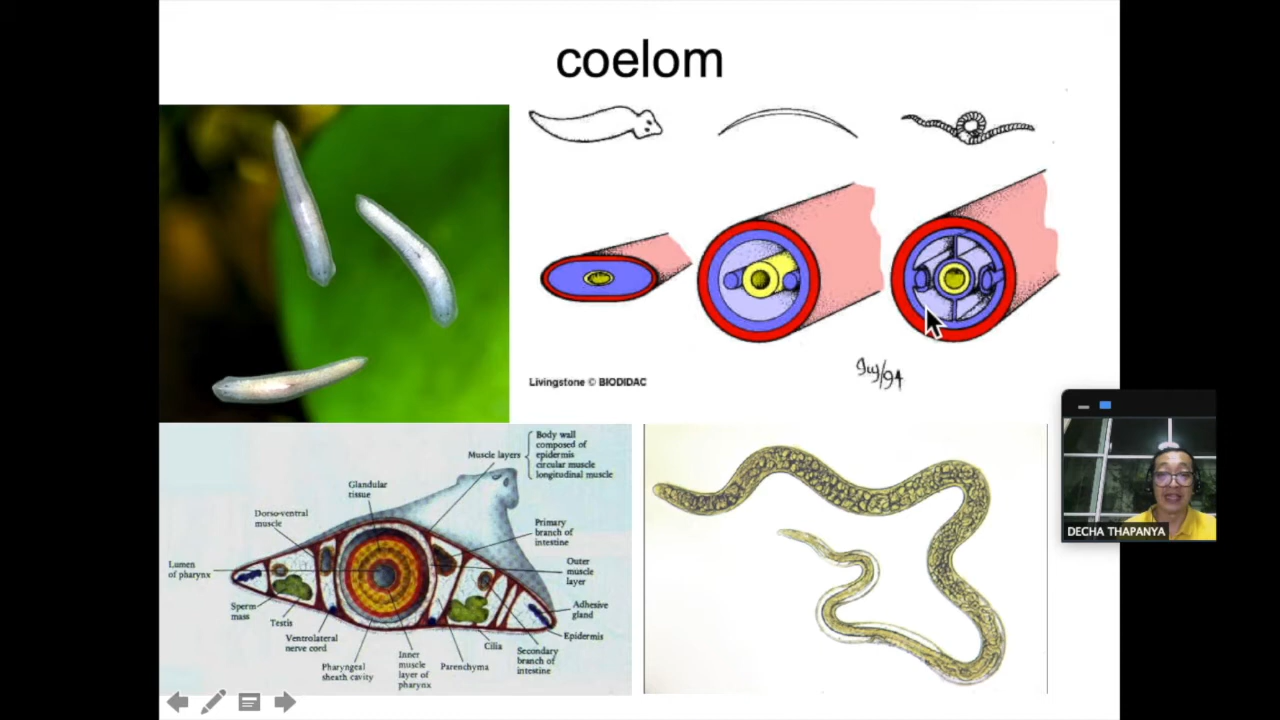 coelom
Livingstone © BIODIDAC
Body wall
composed of
epidermis
circular muscle
longitudinal muscle
Muscle layers
Glandular
tissue
Dorso-ventral
muscle
Primary
branch of
intestine
Lumen
of pharynx
Outer
muscle
layer
Sperm
mass
Testis
Adhesive
gland
Ventrolateral
nerve cord
Epidermis
Cilia
Pharyngeal
sheath cavity
Inner
muscle
layer of
pharynx
Parenchyma
Secondary
branch of
intestine
DECHA THAPANYA